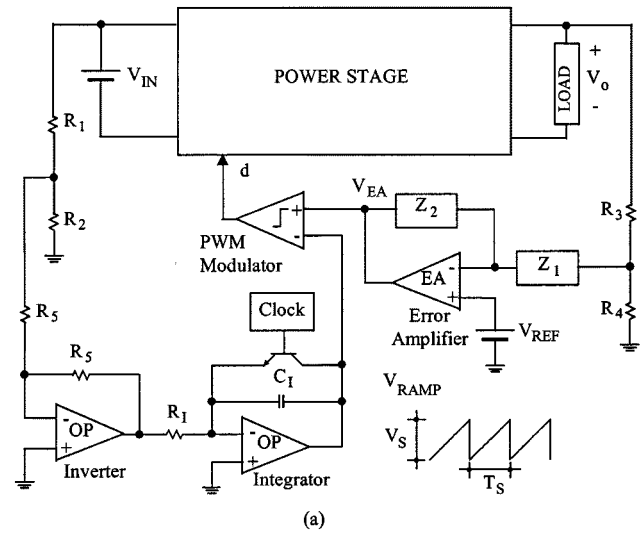 POWER STAGE
V_IN
LOAD
+
V_o
-
R_1
R_2
d
V_EA
Z_2
R_3
+
-
PWM
Modulator
EA
-
+
Z_1
Error
Amplifier
V_REF
R_4
Clock
R_5
R_5
C_I
R_I
-
OP
+
Inverter
-
OP
+
Integrator
V_RAMP
V_S
T_S
(a)